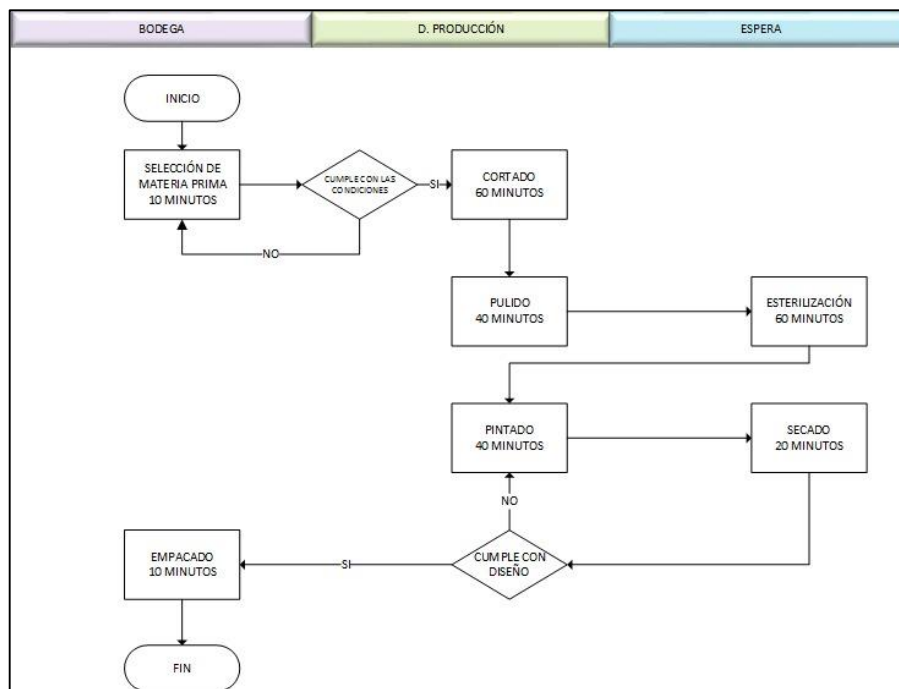 BODEGA
D. PRODUCCIÓN
ESPERA
INICIO
SELECCIÓN DE
MATERIA PRIMA
10 MINUTOS
CUMPLE CON LAS
CONDICIONES
SI
CORTADO
60 MINUTOS
NO
PULIDO
40 MINUTOS
ESTERILIZACIÓN
60 MINUTOS
PINTADO
40 MINUTOS
SECADO
20 MINUTOS
NO
EMPACADO
10 MINUTOS
SI
CUMPLE CON
DISEÑO
FIN